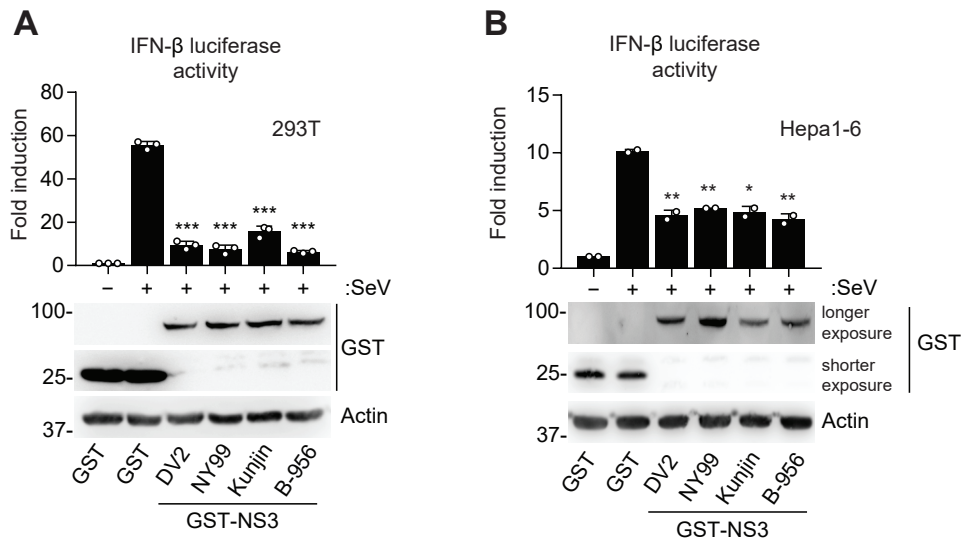 A
IFN-β luciferase
activity
Fold induction
80
60
40
20
0
293T
***
***
***
***
– + + + + + :SeV
100-
25-
GST
37-
Actin
GST
GST
DV2
NY99
Kunjin
B-956
GST-NS3
B
IFN-β luciferase
activity
Fold induction
15
10
5
0
Hepa1-6
**
**
*
**
– + + + + + :SeV
100-
longer
exposure
25-
shorter
exposure
GST
37-
Actin
GST
GST
DV2
NY99
Kunjin
B-956
GST-NS3